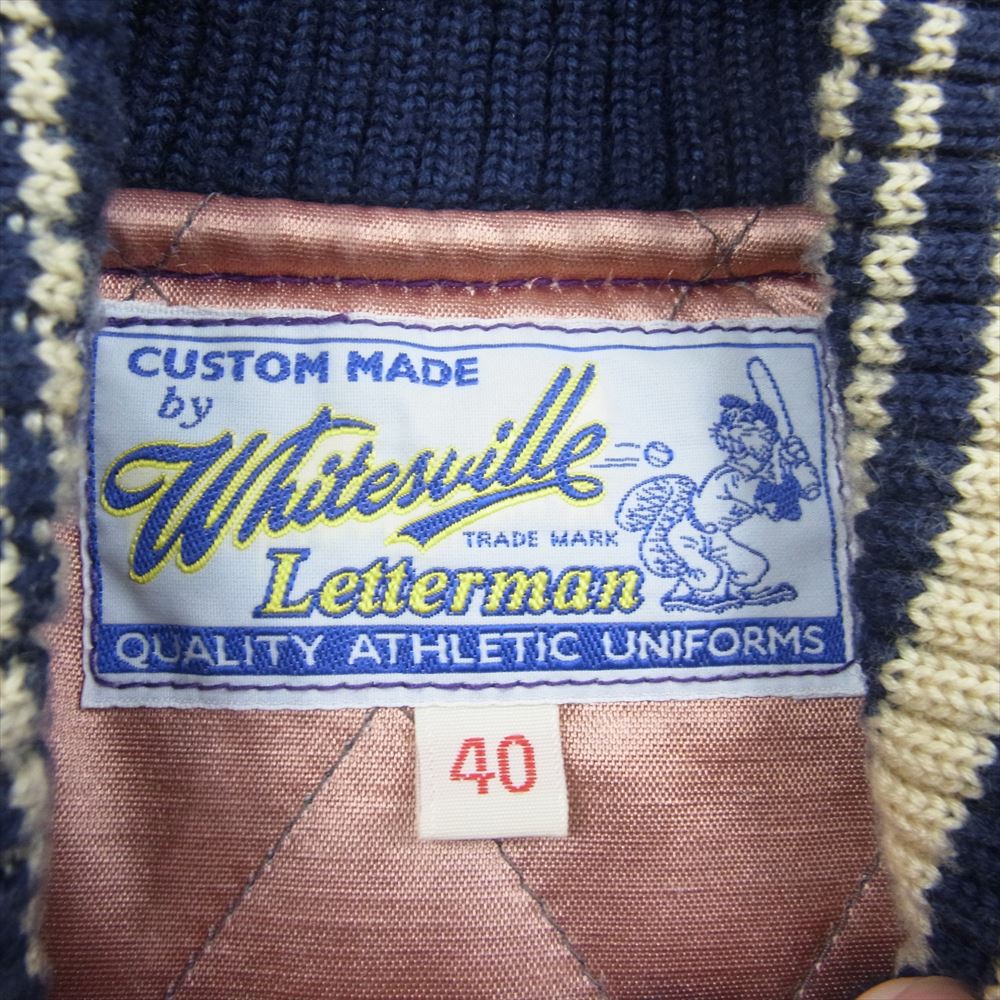 CUSTOM MADE
by
Whitesville
TRADE MARK
Letterman
QUALITY ATHLETIC UNIFORMS
40